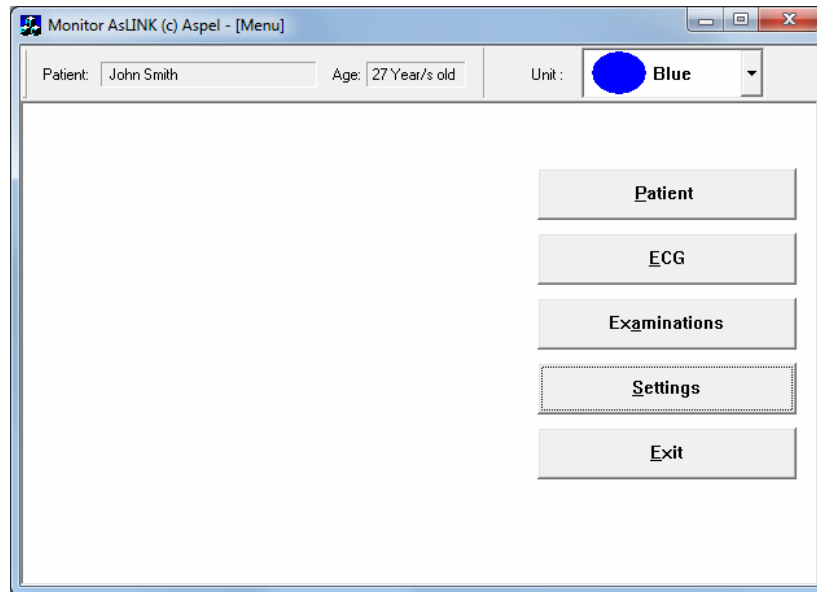 Monitor AsLINK (c) Aspel - [Menu]
Patient: John Smith Age: 27 Year/s old Unit : Blue
Patient
ECG
Examinations
Settings
Exit